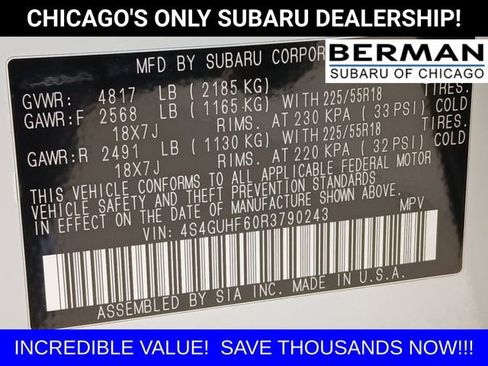 CHICAGO'S ONLY SUBARU DEALERSHIP!
BERMAN
SUBARU OF CHICAGO
MFD BY SUBARU CORPOR
GVWR: 4817 LB (2185 KG) TIRES.
GAWR:F 2568 LB (1165 KG) WITH 225/55R18 COLD
18X7J RIMS. AT 230 KPA (33 PSI) TIRES.
GAWR:R 2491 LB (1130 KG) WITH 225/55R18 COLD
18X7J RIMS. AT 220 KPA (32 PSI)
THIS VEHICLE CONFORMS TO ALL APPLICABLE FEDERAL MOTOR
VEHICLE SAFETY AND THEFT PREVENTION STANDARDS
IN EFFECT ON THE DATE OF MANUFACTURE SHOWN ABOVE.
VIN: 4S4GUHF60R3790243 MPV
ASSEMBLED BY SIA INC. MADE IN U.S.A.
INCREDIBLE VALUE! SAVE THOUSANDS NOW!!!